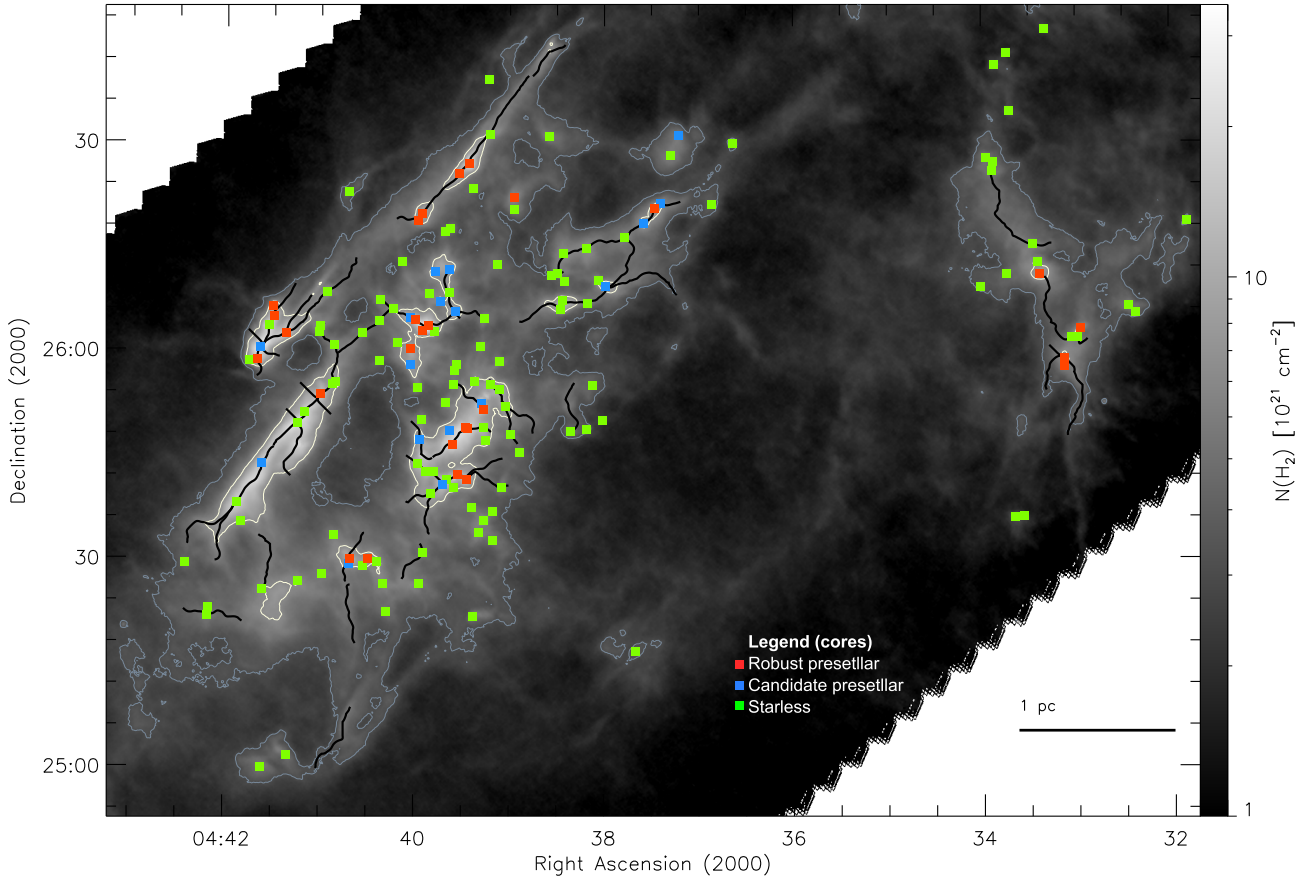 30
26:00
30
25:00
Declination (2000)
04:42
40
38
36
34
32
Right Ascension (2000)
Legend (cores)
Robust presetllar
Candidate presetllar
Starless
1 pc
10
1
N(H₂) [10²¹ cm⁻²]